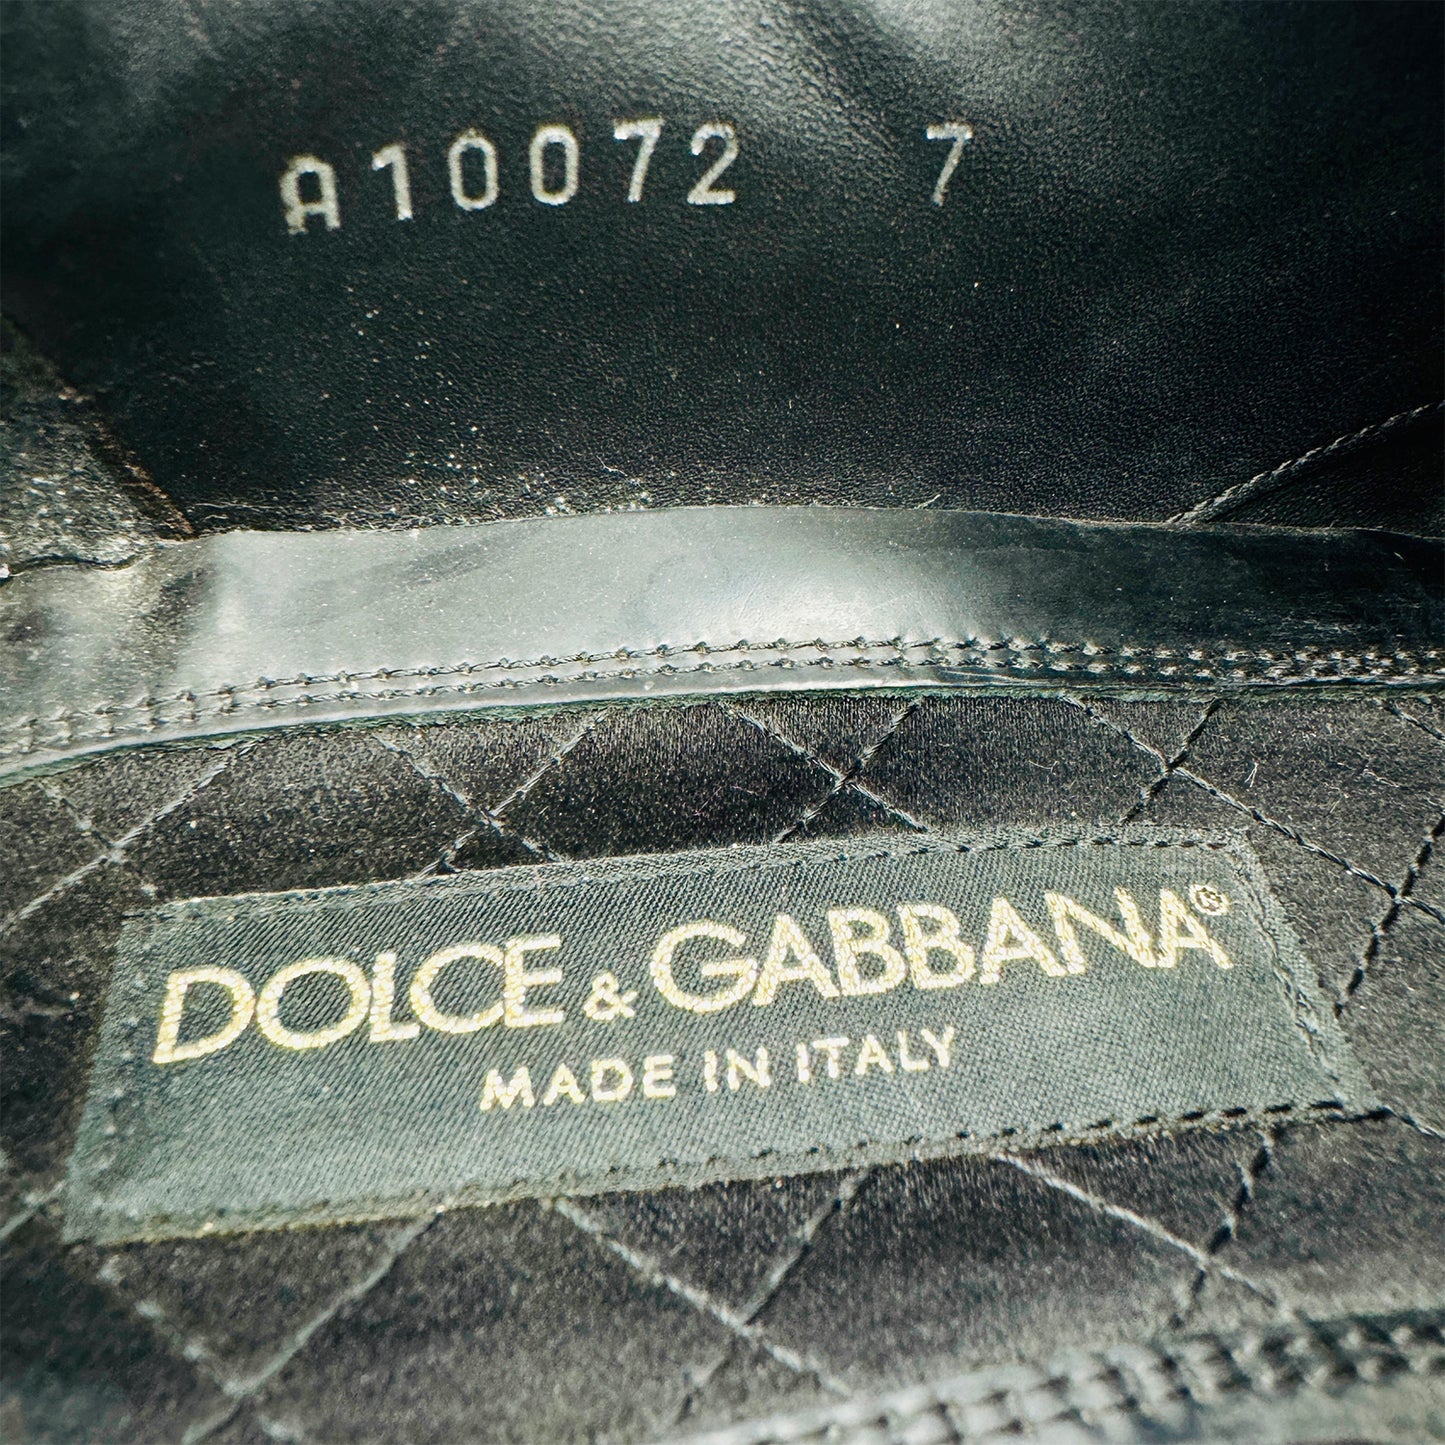 A10072 7
DOLCE & GABBANA®
MADE IN ITALY